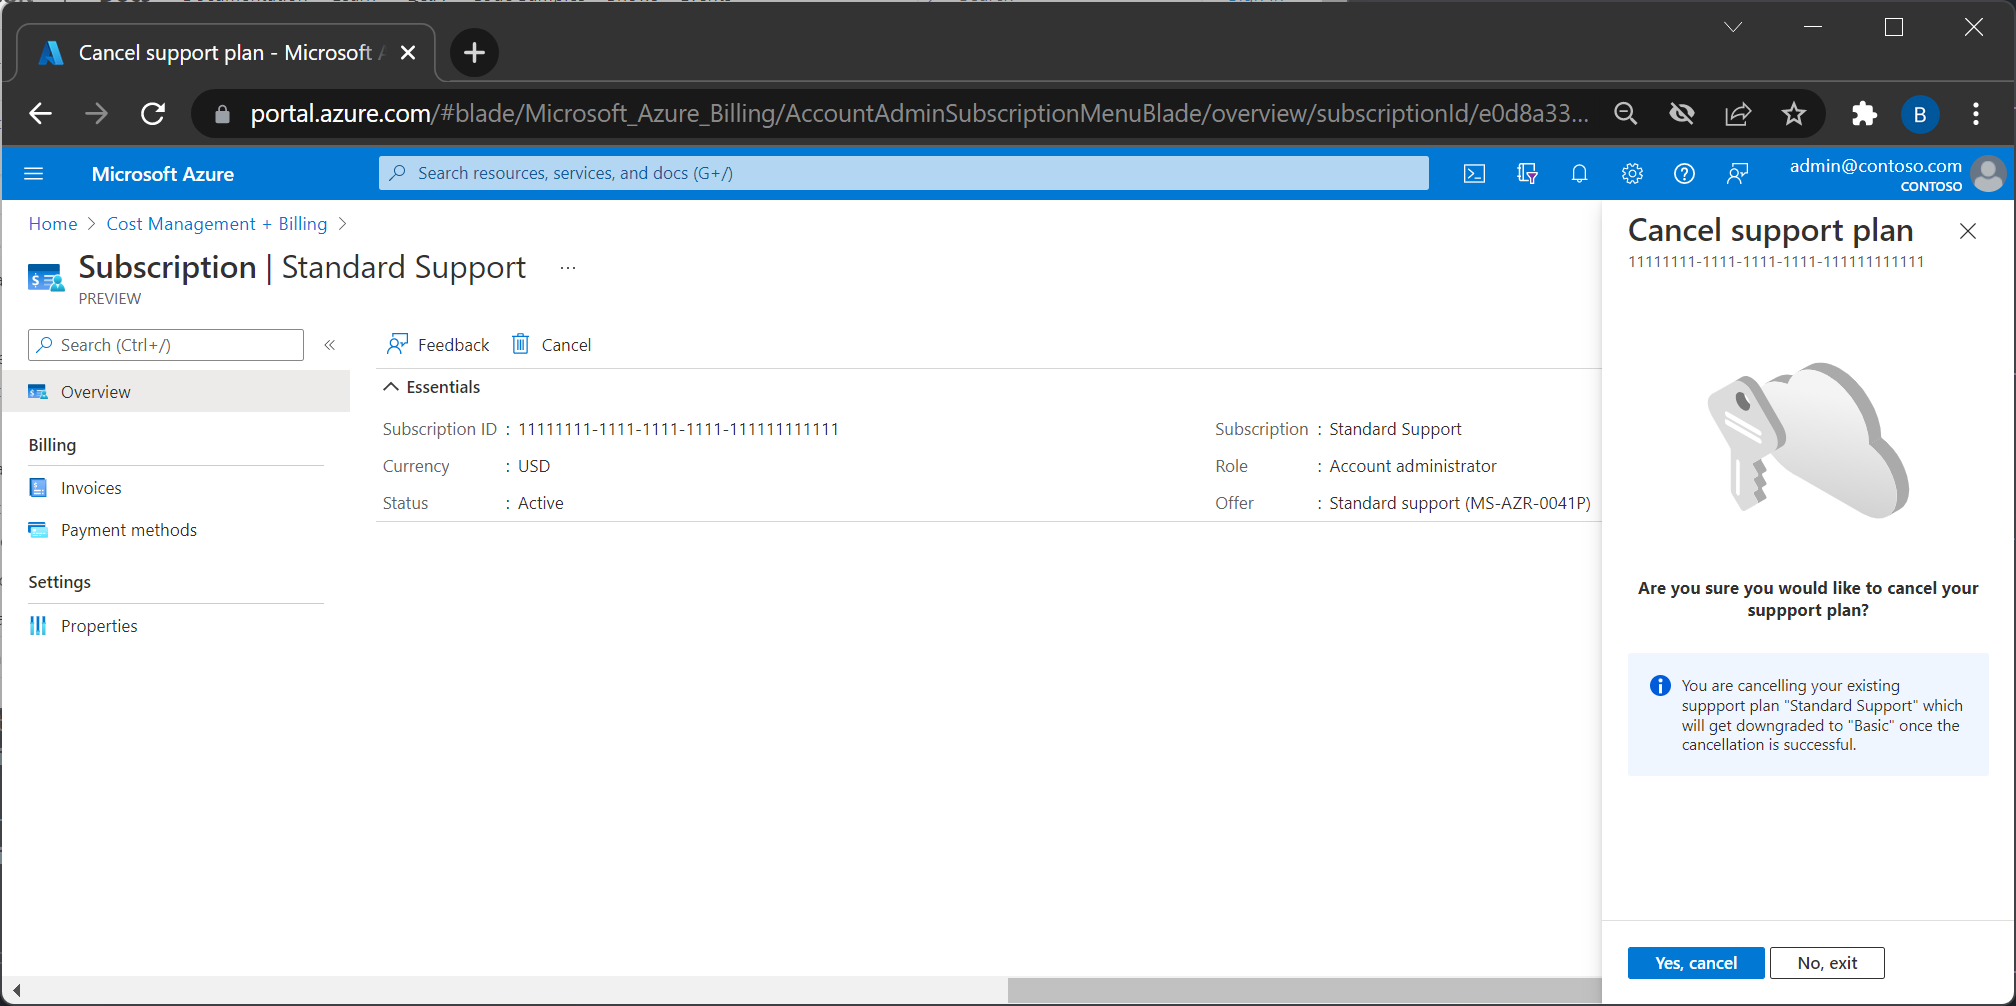 Cancel support plan - Microsoft
portal.azure.com/#blade/Microsoft_Azure_Billing/AccountAdminSubscriptionMenuBlade/overview/subscriptionId/e0d8a33...
B
Microsoft Azure
Search resources, services, and docs (G+/)
admin@contoso.com
CONTOSO
Home > Cost Management + Billing >
Subscription | Standard Support ...
PREVIEW
Search (Ctrl+/)
«
Overview
Billing
Invoices
Payment methods
Settings
Properties
Feedback Cancel
Essentials
Subscription ID : 11111111-1111-1111-1111-111111111111
Currency : USD
Status : Active
Subscription : Standard Support
Role : Account administrator
Offer : Standard support (MS-AZR-0041P)
Cancel support plan
11111111-1111-1111-1111-111111111111
Are you sure you would like to cancel your
suppport plan?
You are cancelling your existing
suppport plan "Standard Support" which
will get downgraded to "Basic" once the
cancellation is successful.
Yes, cancel
No, exit